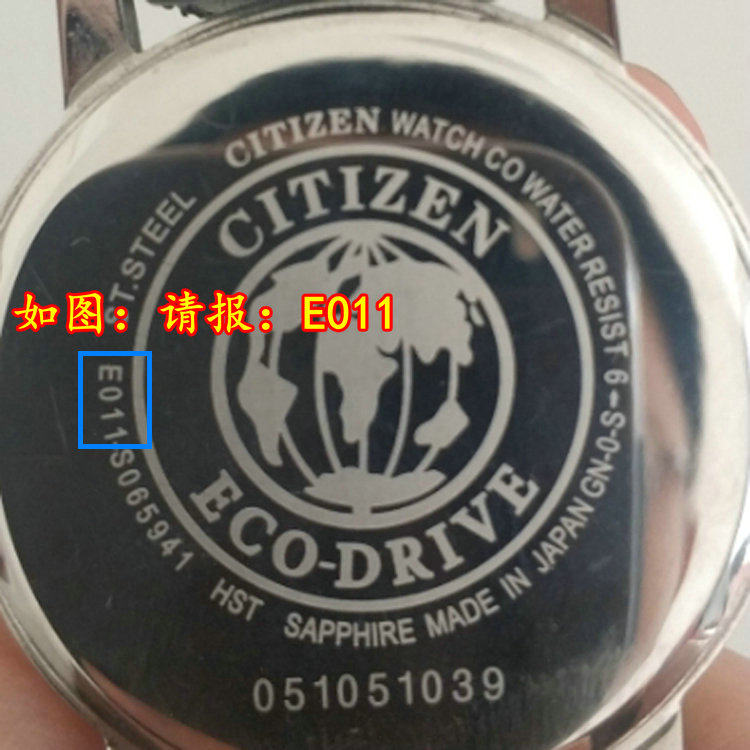 CITIZEN WATCH CO WATER RESIST 6
GN-0-S
ST.STEEL
CITIZEN
如图：请报：E011
E011-S065941 HST SAPPHIRE MADE IN JAPAN
ECO-DRIVE
051051039